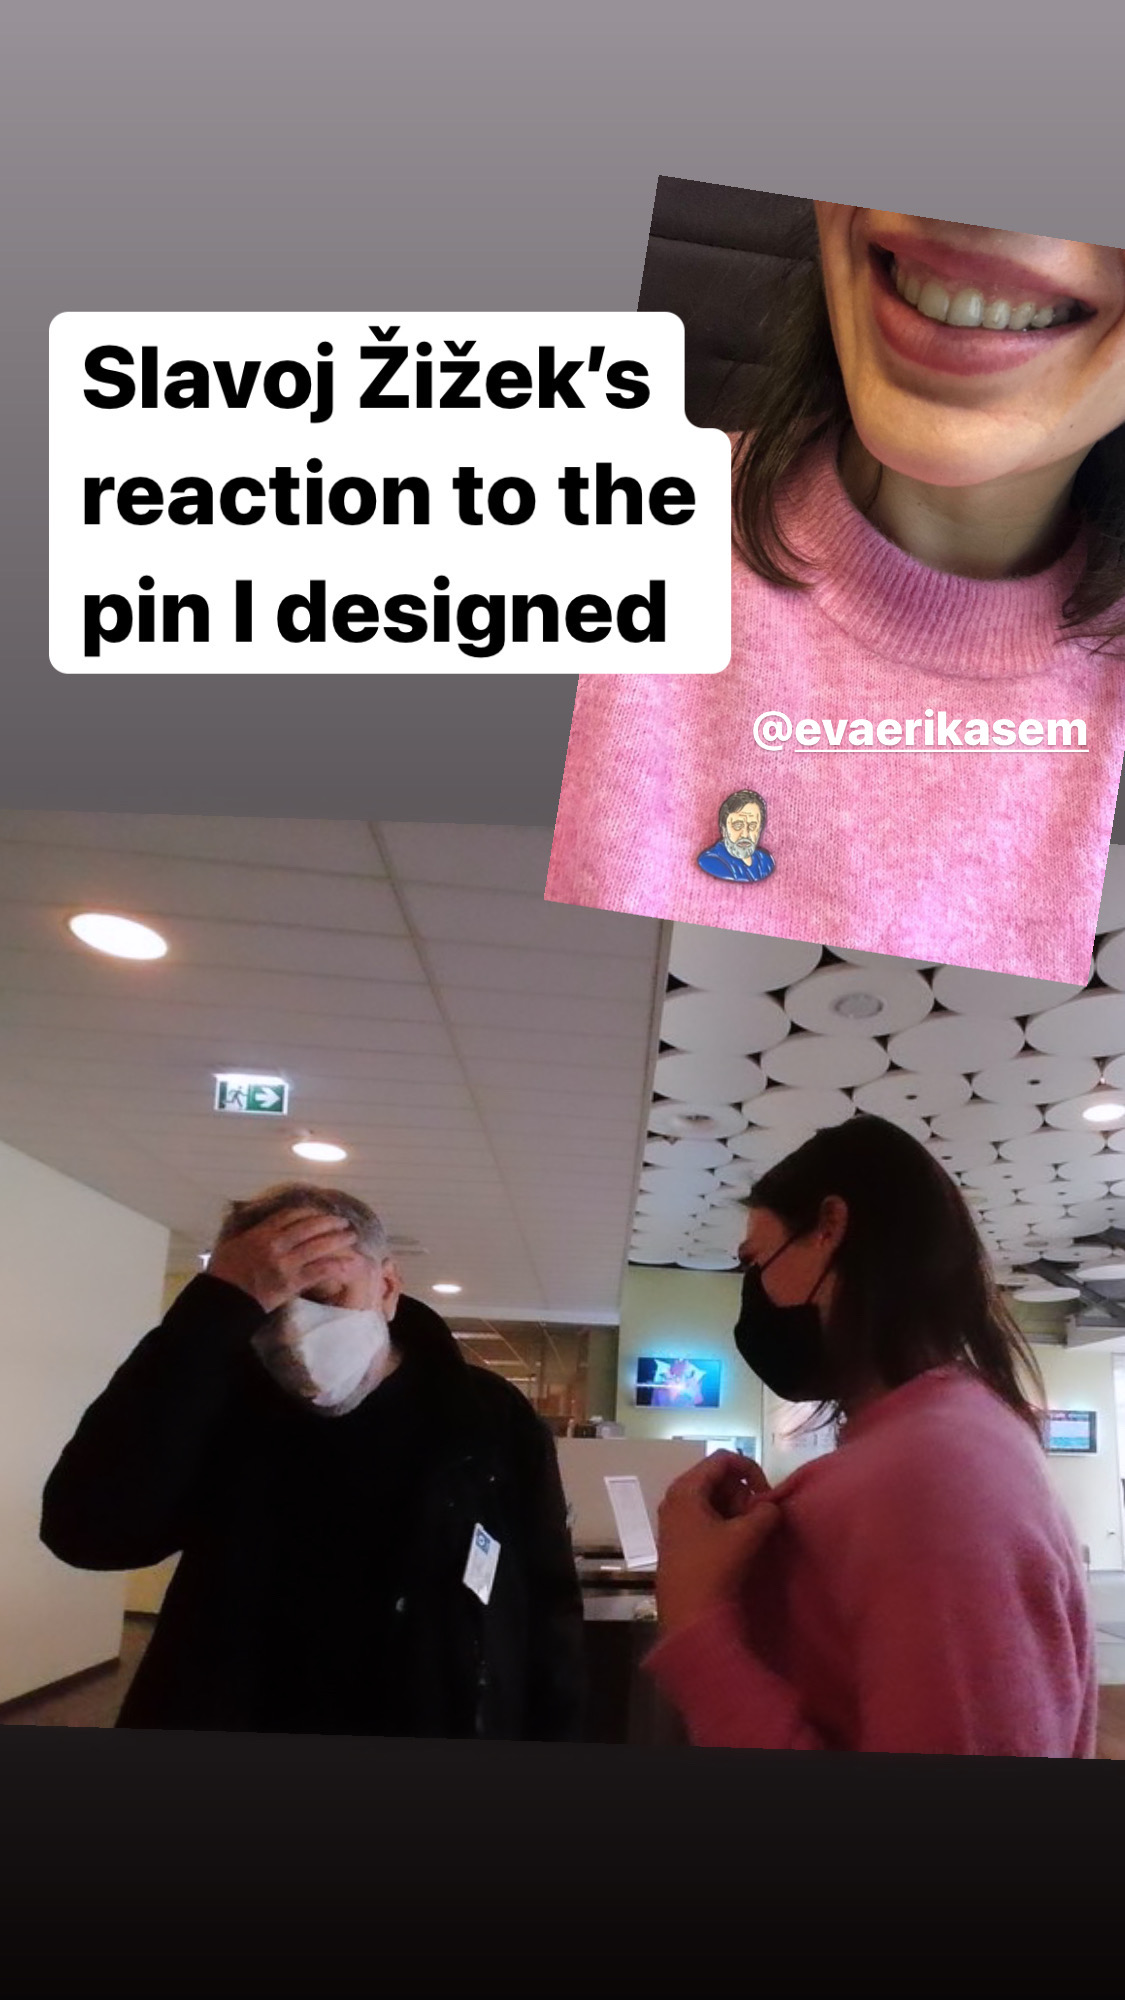 Slavoj Žižek’s
reaction to the
pin I designed
@evaerikasem